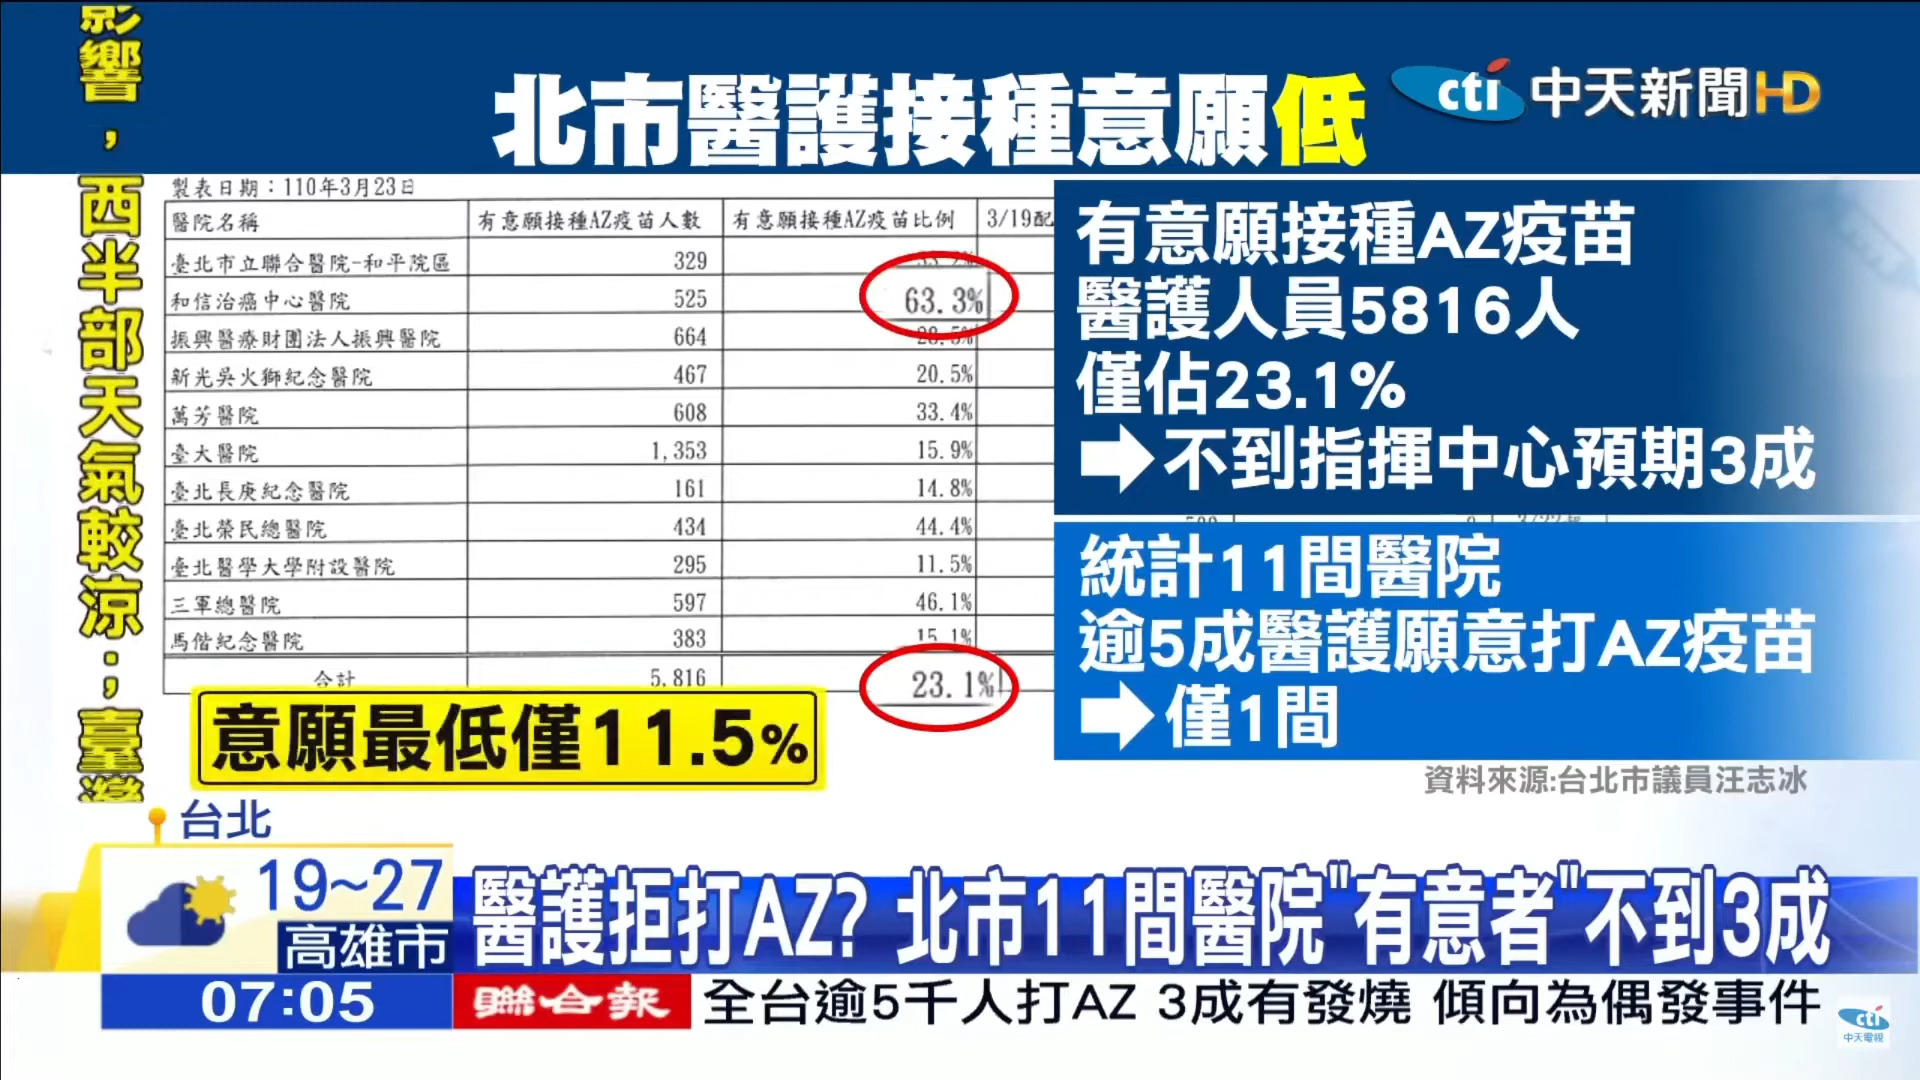 影響，西半部天氣較涼；臺灣
北市醫護接種意願低
cti 中天新聞HD
製表日期：110年3月23日
醫院名稱 有意願接種AZ疫苗人數 有意願接種AZ疫苗比例 3/19配
臺北市立聯合醫院-和平院區 329
和信治癌中心醫院 525 63.3%
振興醫療財團法人振興醫院 664 28.5%
新光吳火獅紀念醫院 467 20.5%
萬芳醫院 608 33.4%
臺大醫院 1,353 15.9%
臺北長庚紀念醫院 161 14.8%
臺北榮民總醫院 434 44.4%
臺北醫學大學附設醫院 295 11.5%
三軍總醫院 597 46.1%
馬偕紀念醫院 383 15.1%
合計 5,816 23.1%
意願最低僅11.5%
有意願接種AZ疫苗
醫護人員5816人
僅佔23.1%
➡不到指揮中心預期3成
統計11間醫院
逾5成醫護願意打AZ疫苗
➡僅1間
資料來源:台北市議員汪志冰
台北
19~27
高雄市
07:05
醫護拒打AZ? 北市11間醫院"有意者"不到3成
聯合報 全台逾5千人打AZ 3成有發燒 傾向為偶發事件
cti
中天電視